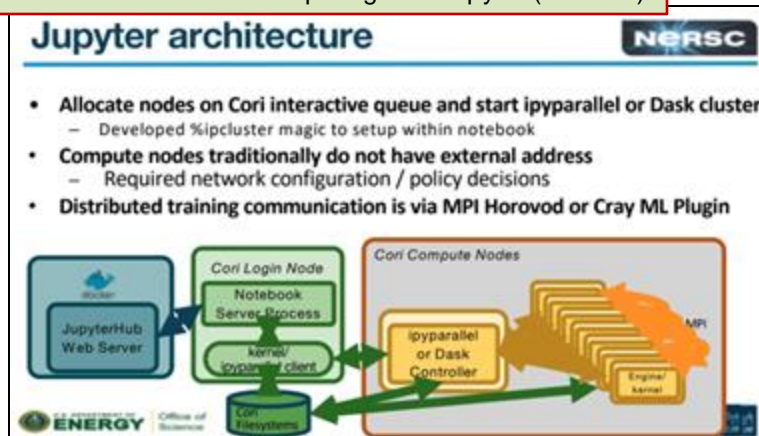 Jupyter architecture
NERSC
• Allocate nodes on Cori interactive queue and start ipyparallel or Dask cluster
– Developed %ipcluster magic to setup within notebook
• Compute nodes traditionally do not have external address
– Required network configuration / policy decisions
• Distributed training communication is via MPI Horovod or Cray ML Plugin
docker
JupyterHub
Web Server
Cori Login Node
Notebook
Server Process
kernel/
ipyparallel client
Cori
Filesystems
Cori Compute Nodes
ipyparallel
or Dask
Controller
Engine/
kernel
MPI
U.S. DEPARTMENT OF
ENERGY
Office of
Science